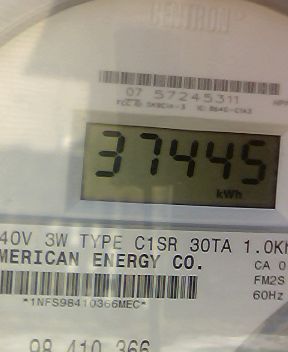 CENTRON
07 57245311
37445
kWh
40V 3W TYPE C1SR 30TA 1.0K
MERICAN ENERGY CO.
CA 0
FM2S
60Hz
*1NFS98410366MEC*
98 410 366